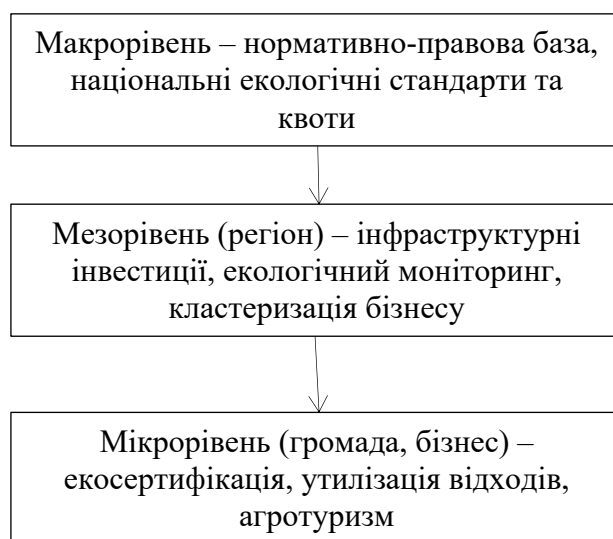 Макрорівень – нормативно-правова база,
національні екологічні стандарти та
квоти
Мезорівень (регіон) – інфраструктурні
інвестиції, екологічний моніторинг,
кластеризація бізнесу
Мікрорівень (громада, бізнес) –
екосертифікація, утилізація відходів,
агротуризм